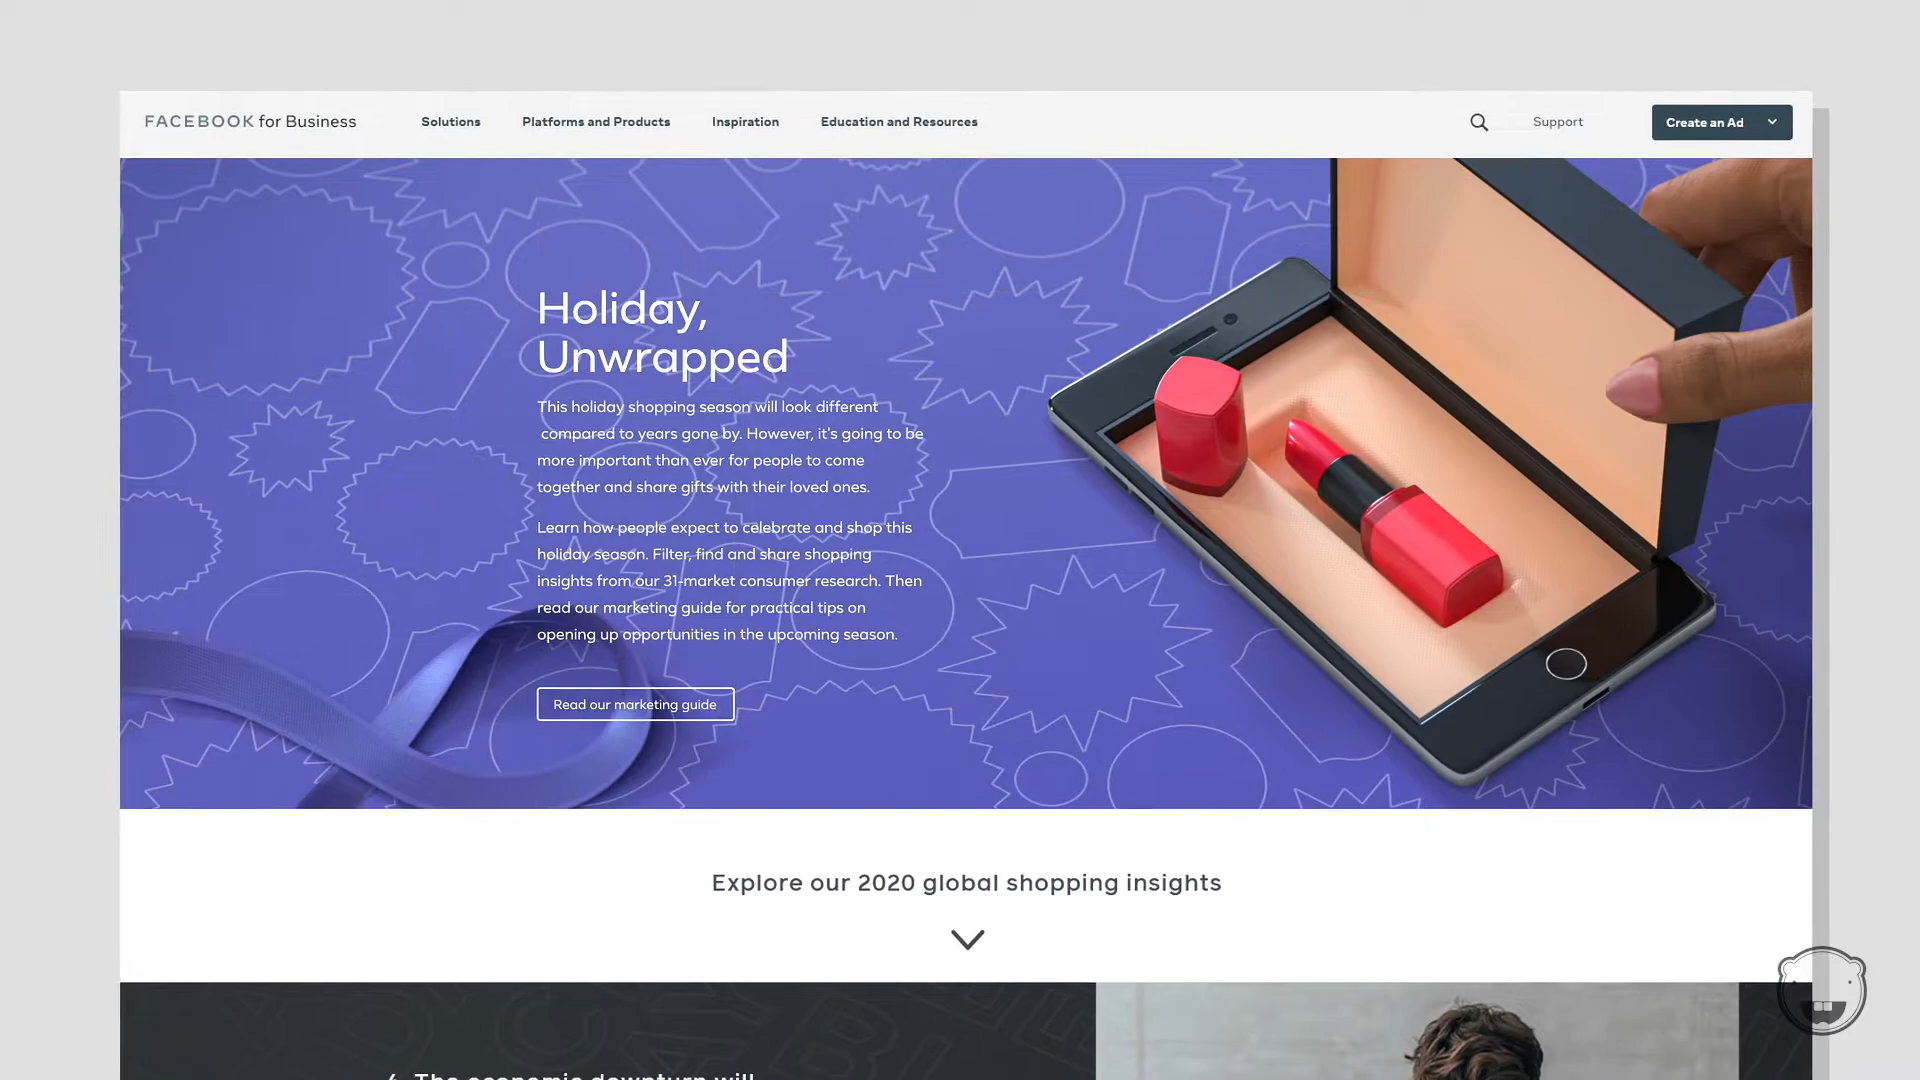 FACEBOOK for Business
Solutions
Platforms and Products
Inspiration
Education and Resources
Support
Create an Ad
Holiday,
Unwrapped
This holiday shopping season will look different
compared to years gone by. However, it's going to be
more important than ever for people to come
together and share gifts with their loved ones.
Learn how people expect to celebrate and shop this
holiday season. Filter, find and share shopping
insights from our 31-market consumer research. Then
read our marketing guide for practical tips on
opening up opportunities in the upcoming season.
Read our marketing guide
Explore our 2020 global shopping insights
The economic downturn will